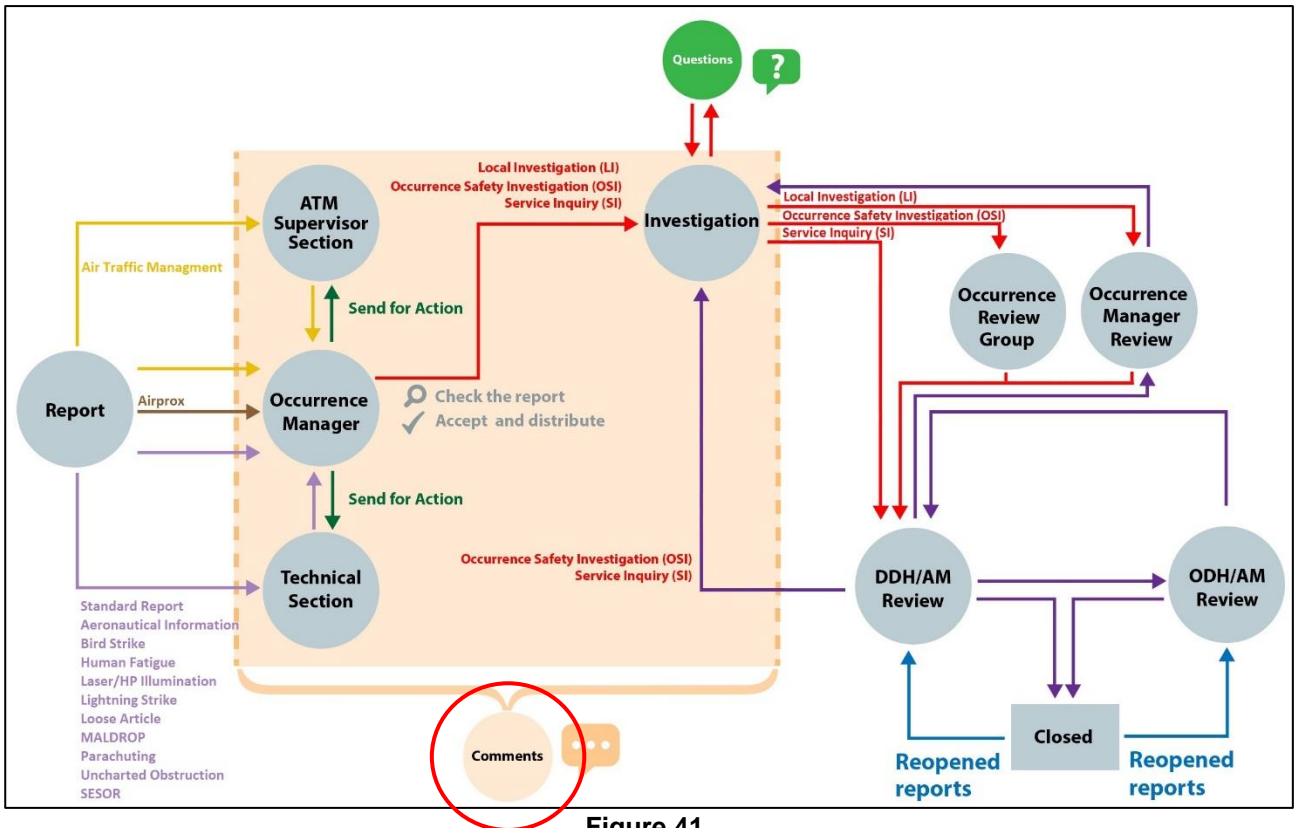 Questions
?
Local Investigation (LI)
Occurrence Safety Investigation (OSI)
Service Inquiry (SI)
ATM
Supervisor
Section
Investigation
Local Investigation (LI)
Occurrence Safety Investigation (OSI)
Service Inquiry (SI)
Air Traffic Managment
Send for Action
Occurrence
Review
Group
Occurrence
Manager
Review
Report
Airprox
Occurrence
Manager
Check the report
Accept and distribute
Send for Action
Technical
Section
Occurrence Safety Investigation (OSI)
Service Inquiry (SI)
DDH/AM
Review
ODH/AM
Review
Standard Report
Aeronautical Information
Bird Strike
Human Fatigue
Laser/HP Illumination
Lightning Strike
Loose Article
MALDROP
Parachuting
Uncharted Obstruction
SESOR
Comments
Closed
Reopened
reports
Reopened
reports
Figure 41